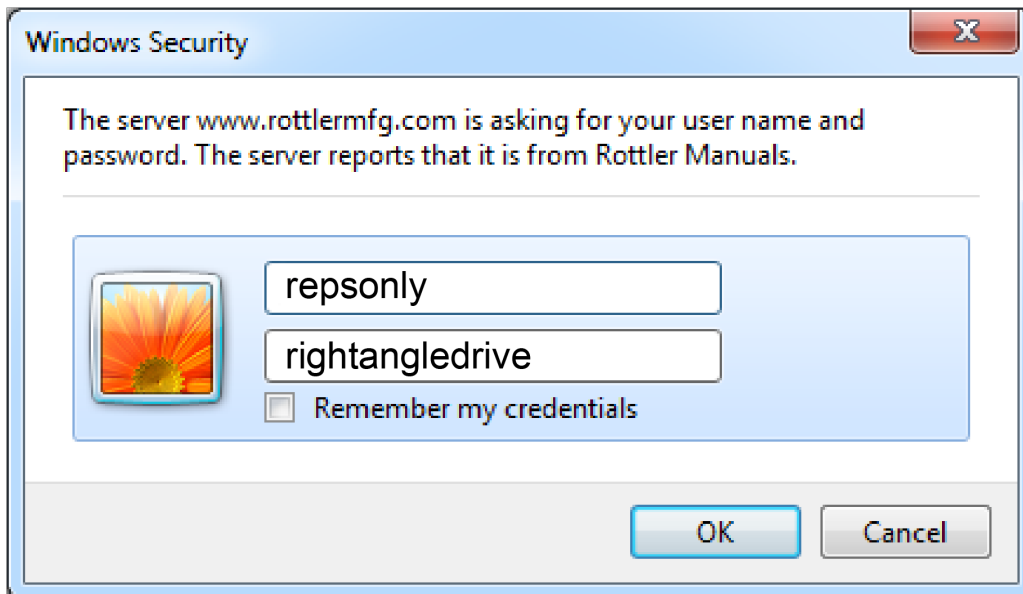 Windows Security
The server www.rottlermfg.com is asking for your user name and
password. The server reports that it is from Rottler Manuals.
repsonly
rightangledrive
Remember my credentials
OK Cancel